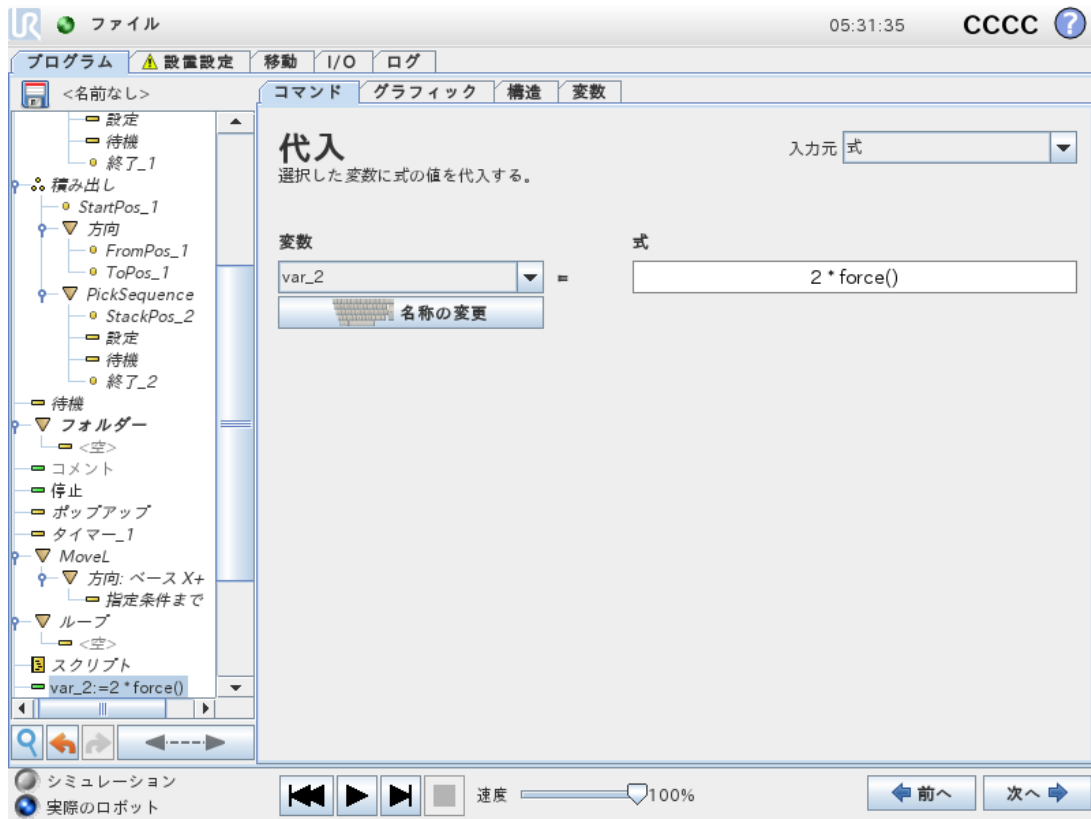 UR ファイル 05:31:35 CCCC ?
プログラム 設置設定 移動 I/O ログ
<名前なし>
コマンド グラフィック 構造 変数
設定
待機
終了_1
積み出し
StartPos_1
方向
FromPos_1
ToPos_1
PickSequence
StackPos_2
設定
待機
終了_2
待機
フォルダー
<空>
コメント
停止
ポップアップ
タイマー_1
MoveL
方向: ベース X+
指定条件まで
ループ
<空>
スクリプト
var_2:=2 * force()
代入
入力元 式
選択した変数に式の値を代入する。
変数 式
var_2 = 2 * force()
名称の変更
シミュレーション
実際のロボット
速度 100%
前へ 次へ